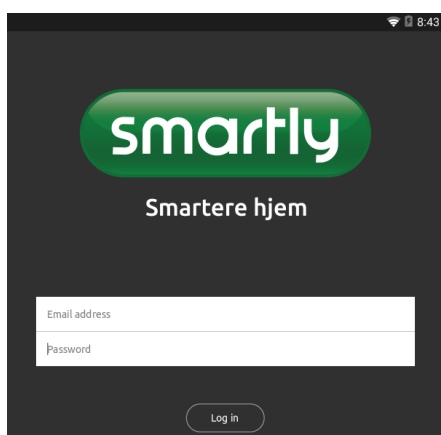 8:43
smartly
Smartere hjem
Email address
Password
Log in